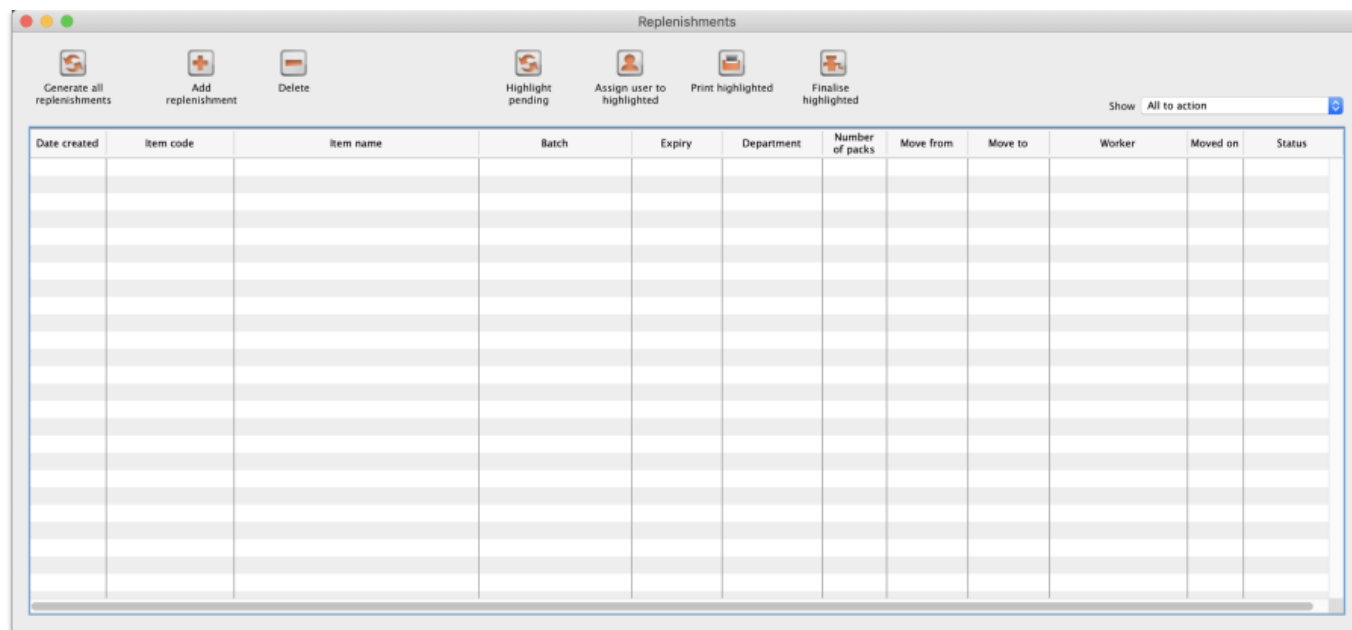 Replenishments
Generate all
replenishments
Add
replenishment
Delete
Highlight
pending
Assign user to
highlighted
Print highlighted
Finalise
highlighted
Show All to action
Date created Item code Item name Batch Expiry Department Number of packs Move from Move to Worker Moved on Status